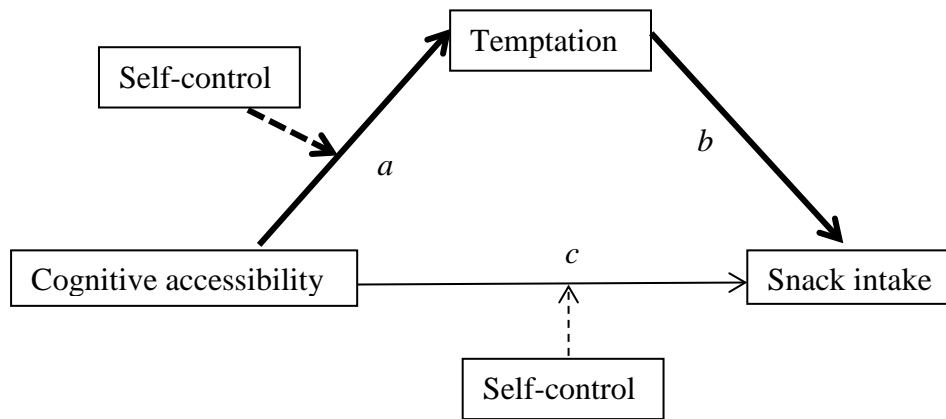 Temptation
Self-control
a
b
Cognitive accessibility
c
Snack intake
Self-control